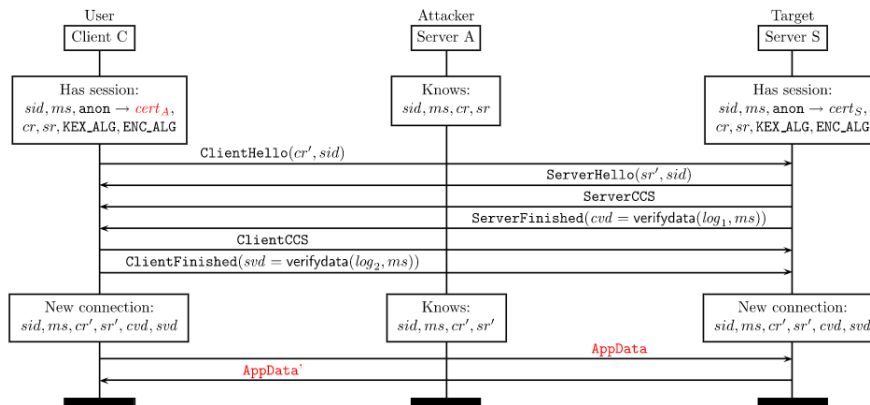 User Attacker Target
Client C Server A Server S
Has session:
sid, ms, anon → cert_A,
cr, sr, KEX_ALG, ENC_ALG
Knows:
sid, ms, cr, sr
Has session:
sid, ms, anon → cert_S,
cr, sr, KEX_ALG, ENC_ALG
ClientHello(cr′, sid)
ServerHello(sr′, sid)
ServerCCS
ServerFinished(cvd = verifydata(log₁, ms))
ClientCCS
ClientFinished(svd = verifydata(log₂, ms))
New connection:
sid, ms, cr′, sr′, cvd, svd
Knows:
sid, ms, cr′, sr′
New connection:
sid, ms, cr′, sr′, cvd, svd
AppData
AppData'